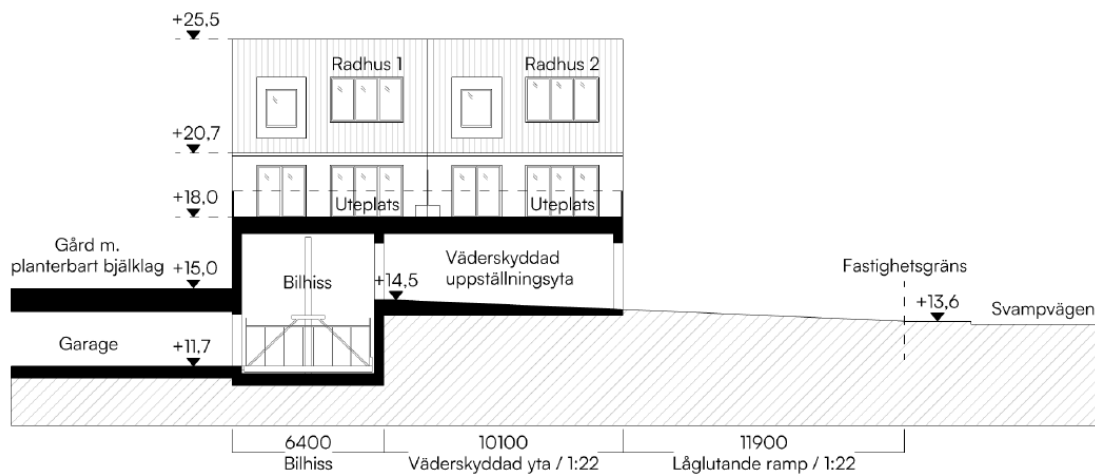 +25,5
Radhus 1
Radhus 2
+20,7
+18,0
Uteplats
Uteplats
Gård m.
planterbart bjälklag
+15,0
Bilhiss
+14,5
Väderskyddad
uppställningsyta
Fastighetsgräns
+13,6
Svampvägen
Garage
+11,7
6400
Bilhiss
10100
Väderskyddad yta / 1:22
11900
Låglutande ramp / 1:22